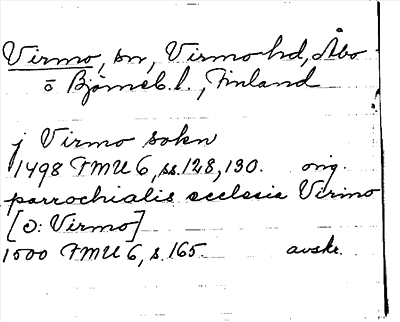 Virmo, sn, Virmo hd, Åbo
o Björneb. l., Finland
j Virmo sokn
1498 FMU 6, ss. 128, 130. orig.
parrochialis ecclesia Virino
[ɔ: Virmo]
1500 FMU 6, s. 165. avskr.